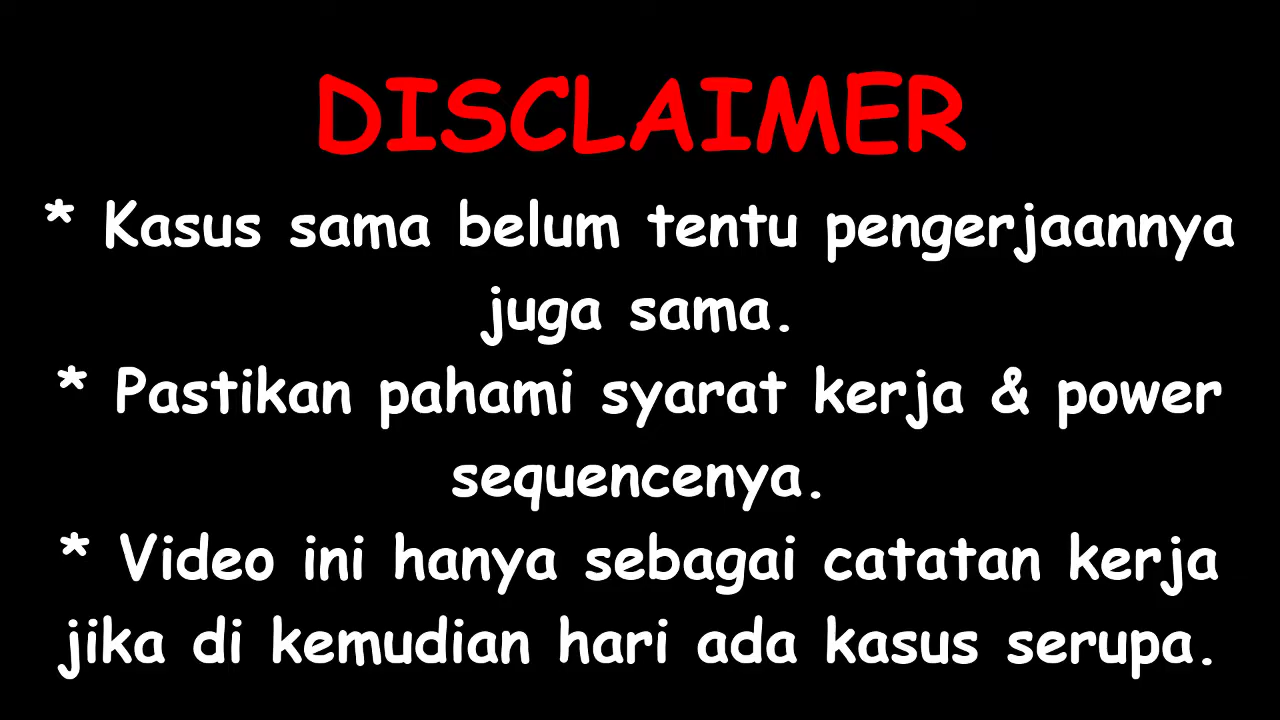 DISCLAIMER
* Kasus sama belum tentu pengerjaannya
juga sama.
* Pastikan pahami syarat kerja & power
sequencenya.
* Video ini hanya sebagai catatan kerja
jika di kemudian hari ada kasus serupa.